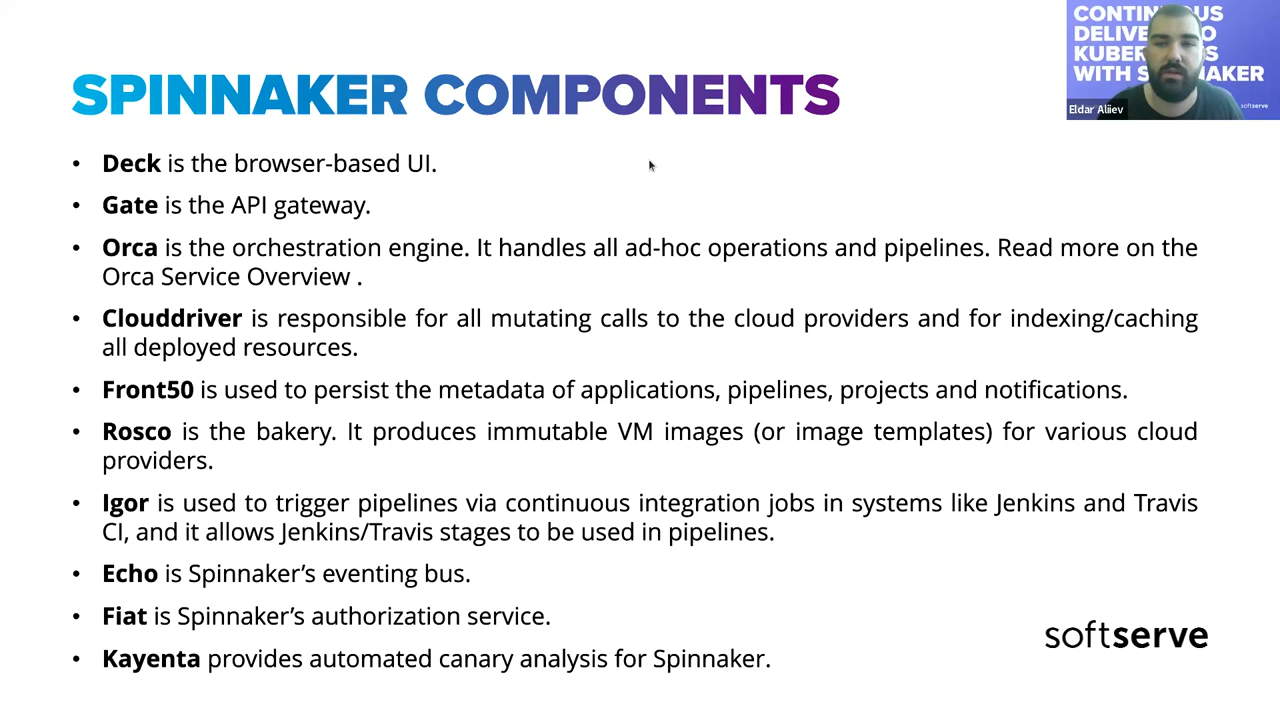 SPINNAKER COMPONENTS
• Deck is the browser-based UI.
• Gate is the API gateway.
• Orca is the orchestration engine. It handles all ad-hoc operations and pipelines. Read more on the
Orca Service Overview .
• Clouddriver is responsible for all mutating calls to the cloud providers and for indexing/caching
all deployed resources.
• Front50 is used to persist the metadata of applications, pipelines, projects and notifications.
• Rosco is the bakery. It produces immutable VM images (or image templates) for various cloud
providers.
• Igor is used to trigger pipelines via continuous integration jobs in systems like Jenkins and Travis
CI, and it allows Jenkins/Travis stages to be used in pipelines.
• Echo is Spinnaker’s eventing bus.
• Fiat is Spinnaker’s authorization service.
• Kayenta provides automated canary analysis for Spinnaker.
softserve
WITH
Eldar Aliiev
softserve